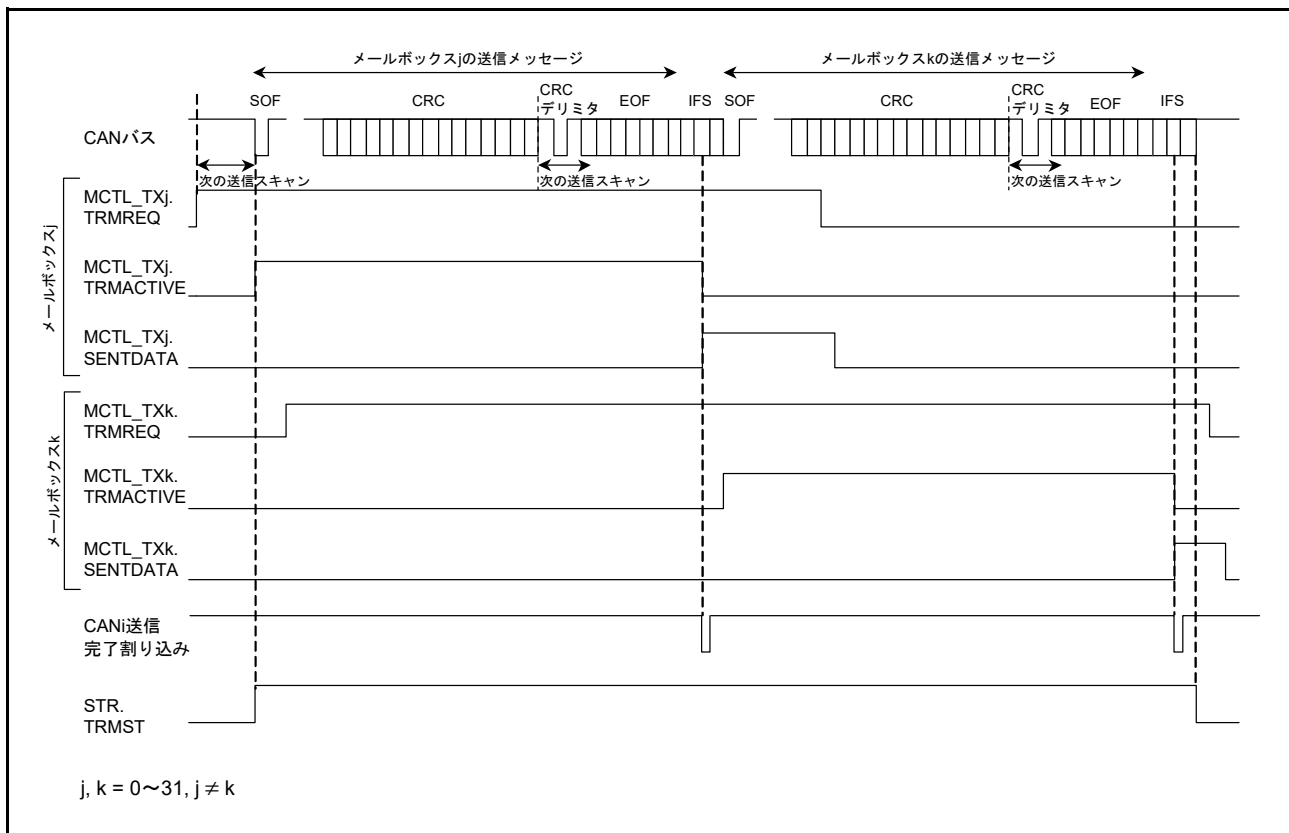 メールボックスjの送信メッセージ
メールボックスkの送信メッセージ
SOF
CRC
CRC
デリミタ
EOF
IFS
SOF
CRC
CRC
デリミタ
EOF
IFS
CANバス
次の送信スキャン
次の送信スキャン
次の送信スキャン
メールボックスj
MCTL_TXj.
TRMREQ
MCTL_TXj.
TRMACTIVE
MCTL_TXj.
SENTDATA
メールボックスk
MCTL_TXk.
TRMREQ
MCTL_TXk.
TRMACTIVE
MCTL_TXk.
SENTDATA
CANi送信
完了割り込み
STR.
TRMST
j, k = 0～31, j ≠ k